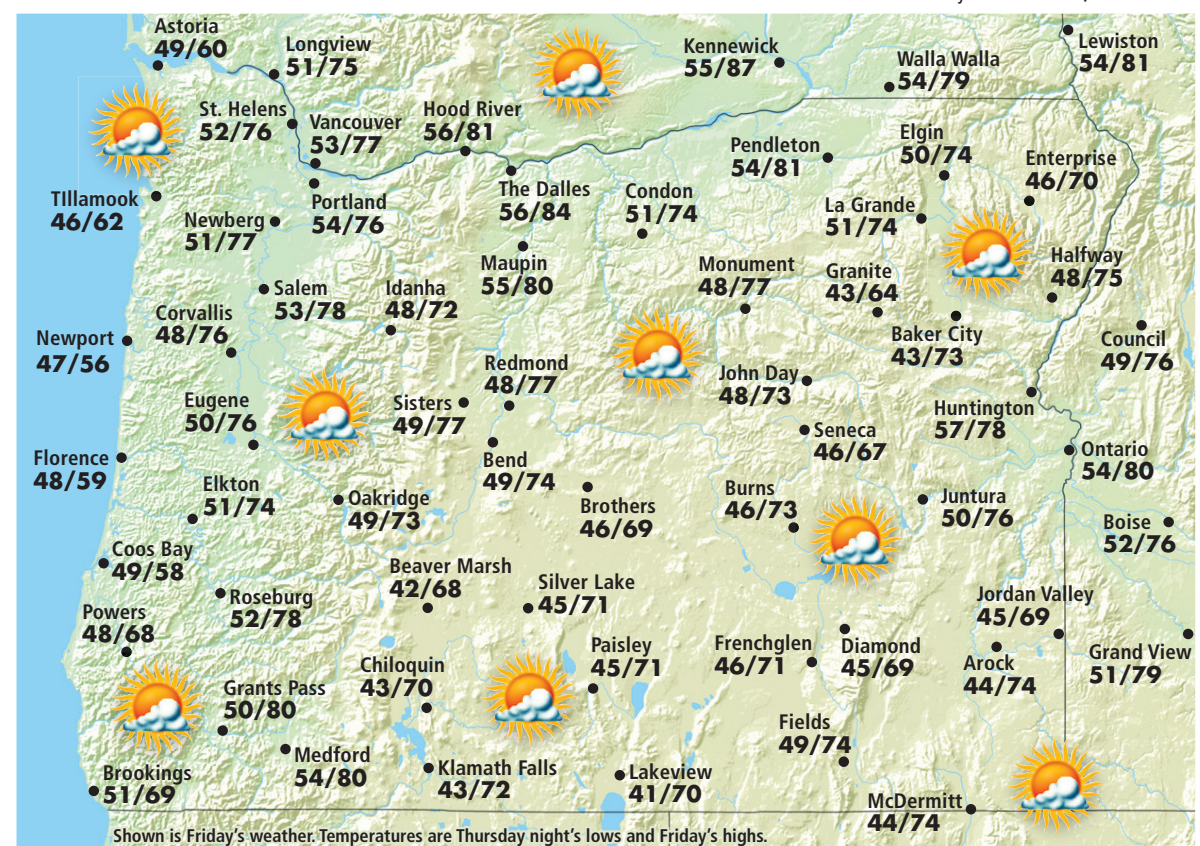 Astoria
49/60
Longview
51/75
Kennewick
55/87
Walla Walla
54/79
Lewiston
54/81
St. Helens
52/76
Vancouver
53/77
Hood River
56/81
Pendleton
54/81
Elgin
50/74
Enterprise
46/70
TIllamook
46/62
Newberg
51/77
Portland
54/76
The Dalles
56/84
Condon
51/74
La Grande
51/74
Maupin
55/80
Monument
48/77
Granite
43/64
Halfway
48/75
Salem
53/78
Idanha
48/72
Corvallis
48/76
Newport
47/56
Baker City
43/73
Council
49/76
Redmond
48/77
John Day
48/73
Eugene
50/76
Sisters
49/77
Huntington
57/78
Seneca
46/67
Florence
48/59
Bend
49/74
Ontario
54/80
Elkton
51/74
Oakridge
49/73
Brothers
46/69
Burns
46/73
Juntura
50/76
Boise
52/76
Coos Bay
49/58
Beaver Marsh
42/68
Silver Lake
45/71
Jordan Valley
45/69
Roseburg
52/78
Powers
48/68
Paisley
45/71
Frenchglen
46/71
Diamond
45/69
Arock
44/74
Grand View
51/79
Chiloquin
43/70
Grants Pass
50/80
Fields
49/74
Medford
54/80
Klamath Falls
43/72
Lakeview
41/70
Brookings
51/69
McDermitt
44/74
Shown is Friday's weather. Temperatures are Thursday night's lows and Friday's highs.